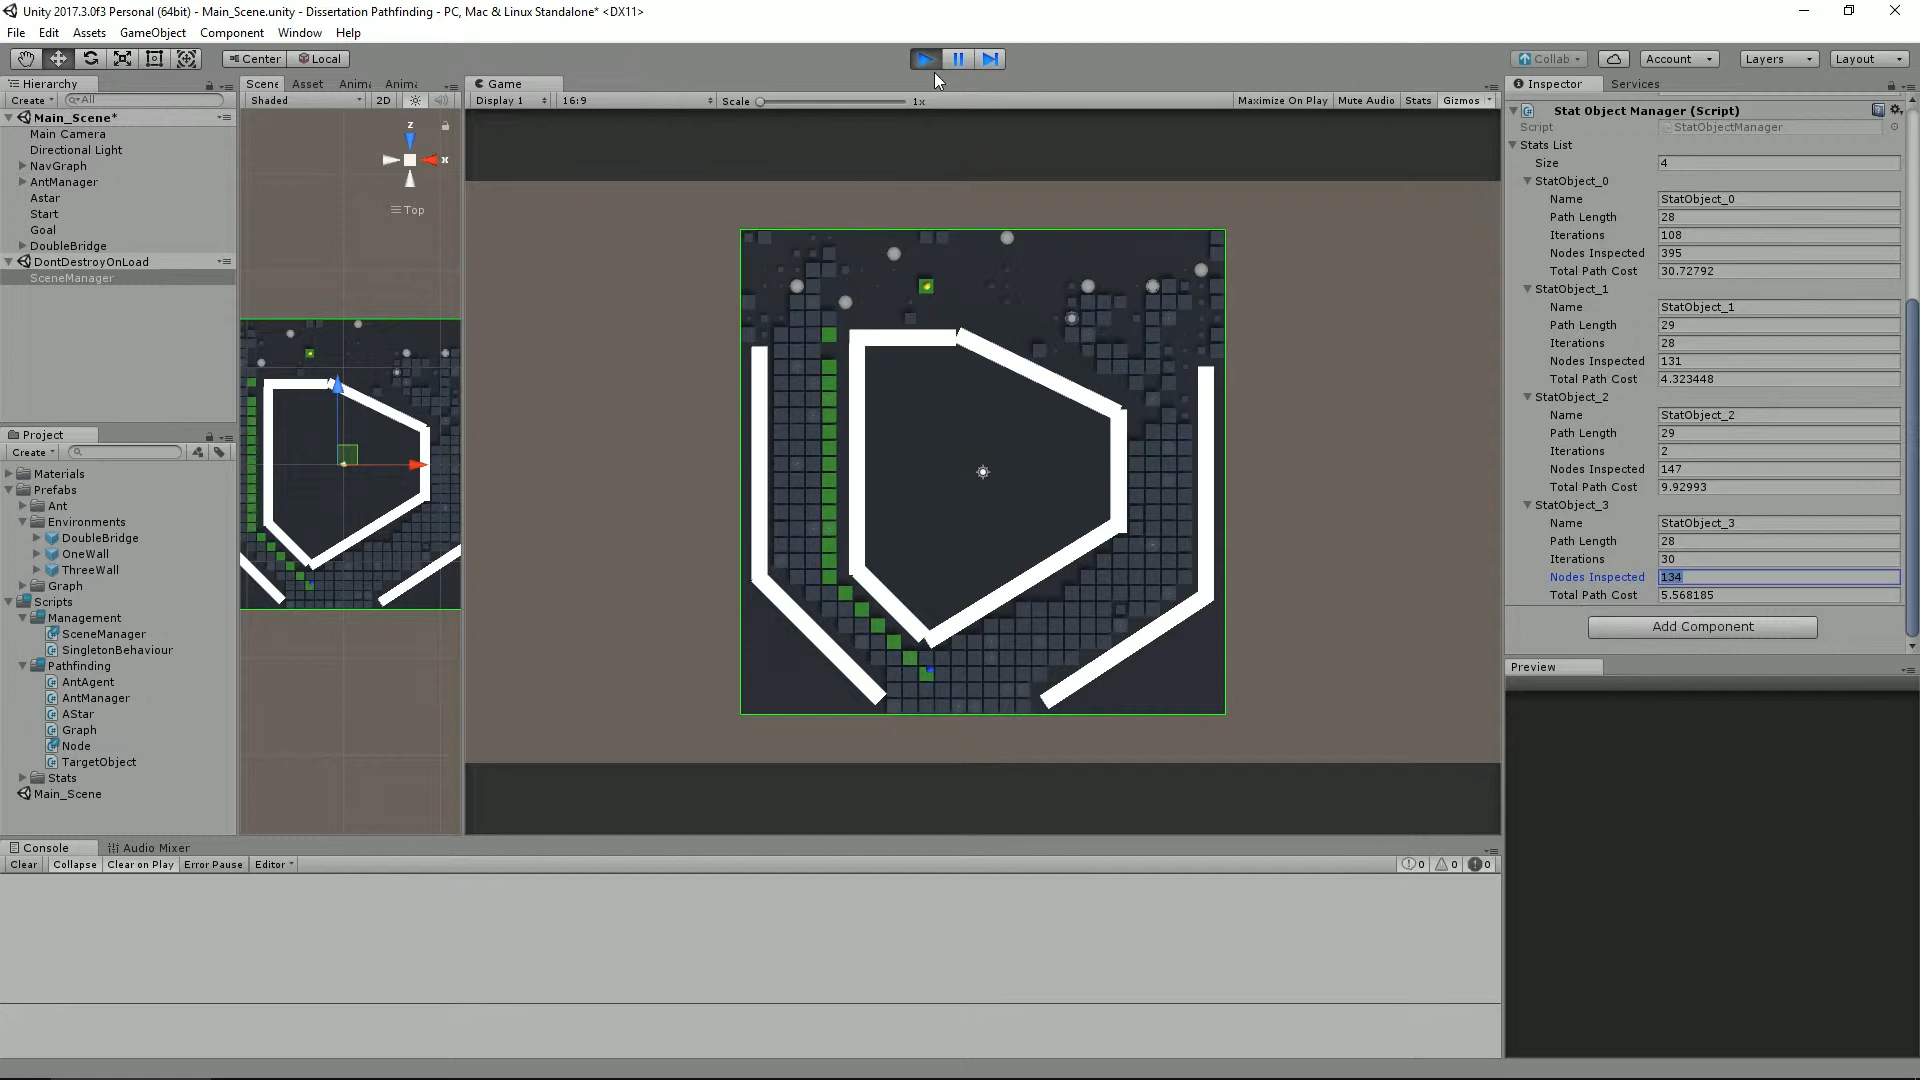 Unity 2017.3.0f3 Personal (64bit) - Main_Scene.unity - Dissertation Pathfinding - PC, Mac & Linux Standalone* <DX11>
File Edit Assets GameObject Component Window Help
Center Local
Collab Account Layers Layout
Hierarchy
Create All
Main_Scene*
Main Camera
Directional Light
NavGraph
AntManager
Astar
Start
Goal
DoubleBridge
DontDestroyOnLoad
SceneManager
Project
Create
Materials
Prefabs
Ant
Environments
DoubleBridge
OneWall
ThreeWall
Graph
Scripts
Management
SceneManager
SingletonBehaviour
Pathfinding
AntAgent
AntManager
AStar
Graph
Node
TargetObject
Stats
Main_Scene
Scene Asset Anim Anim
Shaded 2D
z
x
Top
Game
Display 1 16:9 Scale 1x Maximize On Play Mute Audio Stats Gizmos
Inspector Services
Stat Object Manager (Script)
Script StatObjectManager
Stats List
Size 4
StatObject_0
Name StatObject_0
Path Length 28
Iterations 108
Nodes Inspected 395
Total Path Cost 30.72792
StatObject_1
Name StatObject_1
Path Length 29
Iterations 28
Nodes Inspected 131
Total Path Cost 4.323448
StatObject_2
Name StatObject_2
Path Length 29
Iterations 2
Nodes Inspected 147
Total Path Cost 9.92993
StatObject_3
Name StatObject_3
Path Length 28
Iterations 30
Nodes Inspected 134
Total Path Cost 5.568185
Add Component
Preview
Console Audio Mixer
Clear Collapse Clear on Play Error Pause Editor
0 0 0